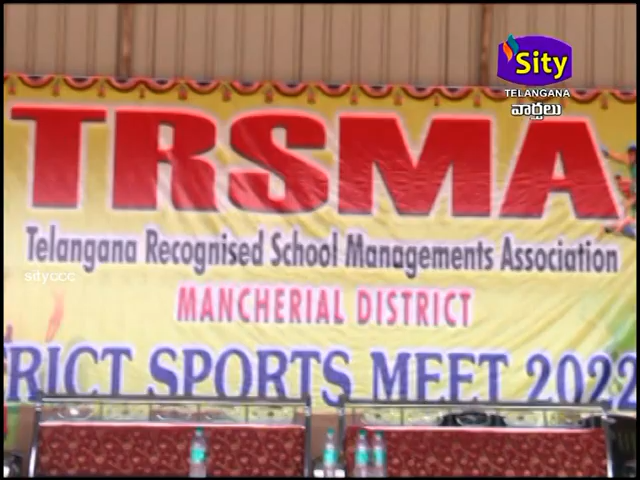 Sity
TELANGANA
వార్తలు
TRSMA
Telangana Recognised School Managements Association
sityccc
MANCHERIAL DISTRICT
RICT SPORTS MEET 2022